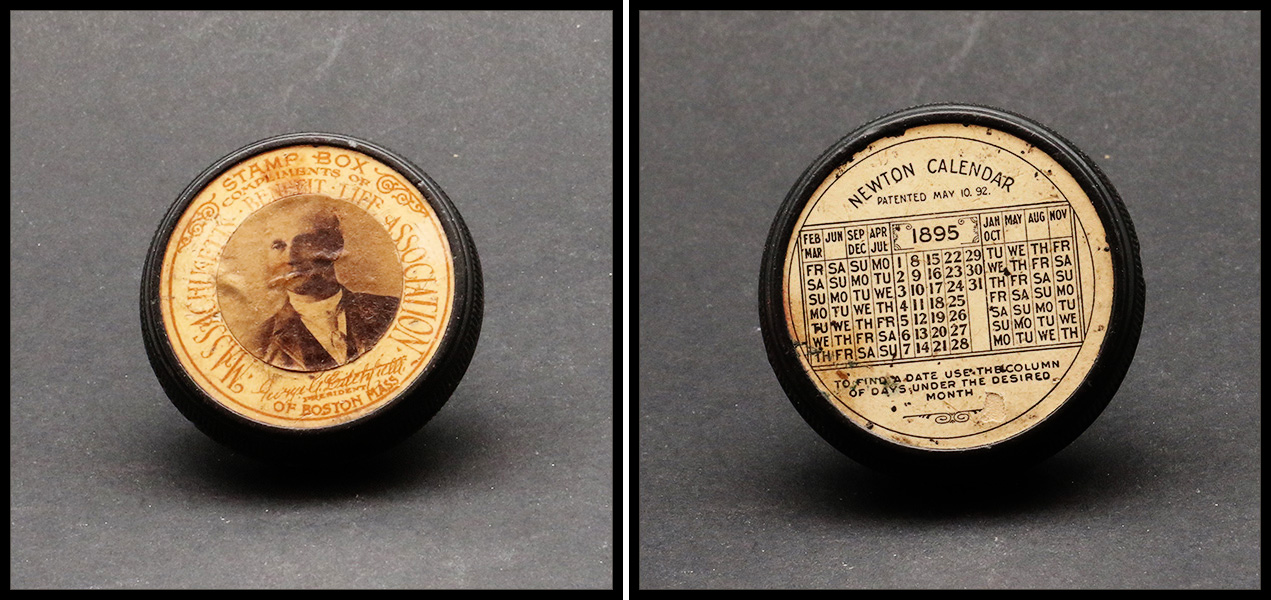 STAMP BOX
COMPLIMENTS OF
MASSACHUSETTS BENEFIT LIFE ASSOCIATION
PRESIDENT
OF BOSTON MASS
NEWTON CALENDAR
PATENTED MAY 10. 92.
FEB MAR JUN SEP DEC APR JUL 1895 JAN OCT MAY AUG NOV
FR SA SU MO 1 8 15 22 29 TU WE TH FR
SA SU MO TU 2 9 16 23 30 WE TH FR SA
SU MO TU WE 3 10 17 24 31 TH FR SA SU
MO TU WE TH 4 11 18 25 FR SA SU MO
TU WE TH FR 5 12 19 26 SA SU MO TU
WE TH FR SA 6 13 20 27 SU MO TU WE
TH FR SA SU 7 14 21 28 MO TU WE TH
TO FIND A DATE USE THE COLUMN
OF DAYS UNDER THE DESIRED
MONTH